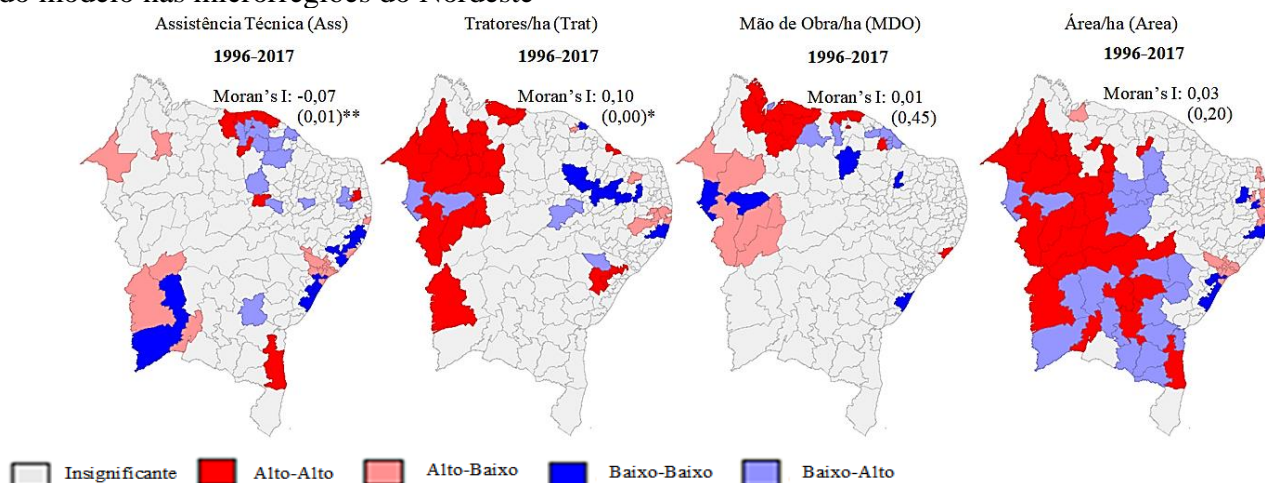 do modelo nas microrregiões do Nordeste
Assistência Técnica (Ass)
1996-2017
Moran's I: -0,07
(0,01)**
Tratores/ha (Trat)
1996-2017
Moran's I: 0,10
(0,00)*
Mão de Obra/ha (MDO)
1996-2017
Moran's I: 0,01
(0,45)
Área/ha (Area)
1996-2017
Moran's I: 0,03
(0,20)
Insignificante
Alto-Alto
Alto-Baixo
Baixo-Baixo
Baixo-Alto